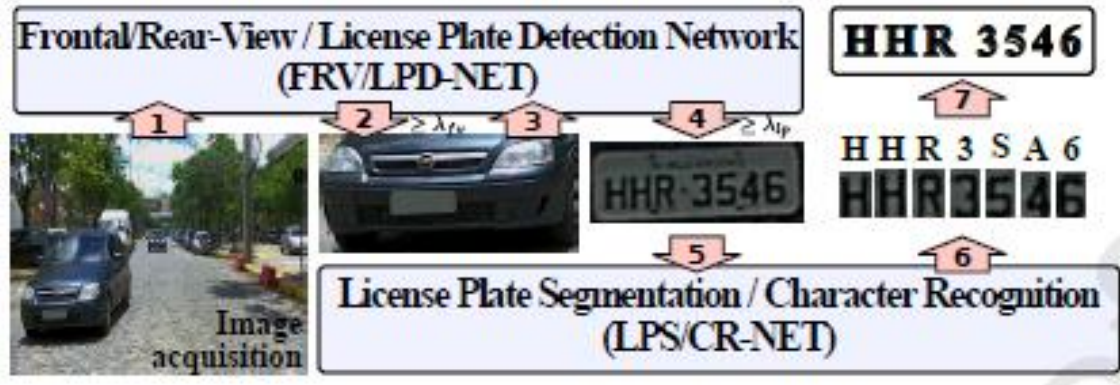 Frontal/Rear-View / License Plate Detection Network
(FRV/LPD-NET)
HHR 3546
1
2
≥ λfv
3
4
≥ λlp
7
H H R 3 S A 6
HHR-3546
HHR3546
5
6
Image
acquisition
License Plate Segmentation / Character Recognition
(LPS/CR-NET)